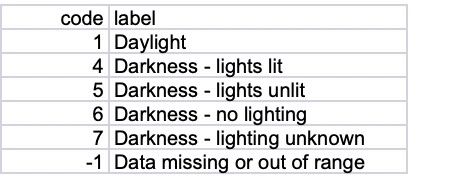 code label
1 Daylight
4 Darkness - lights lit
5 Darkness - lights unlit
6 Darkness - no lighting
7 Darkness - lighting unknown
-1 Data missing or out of range